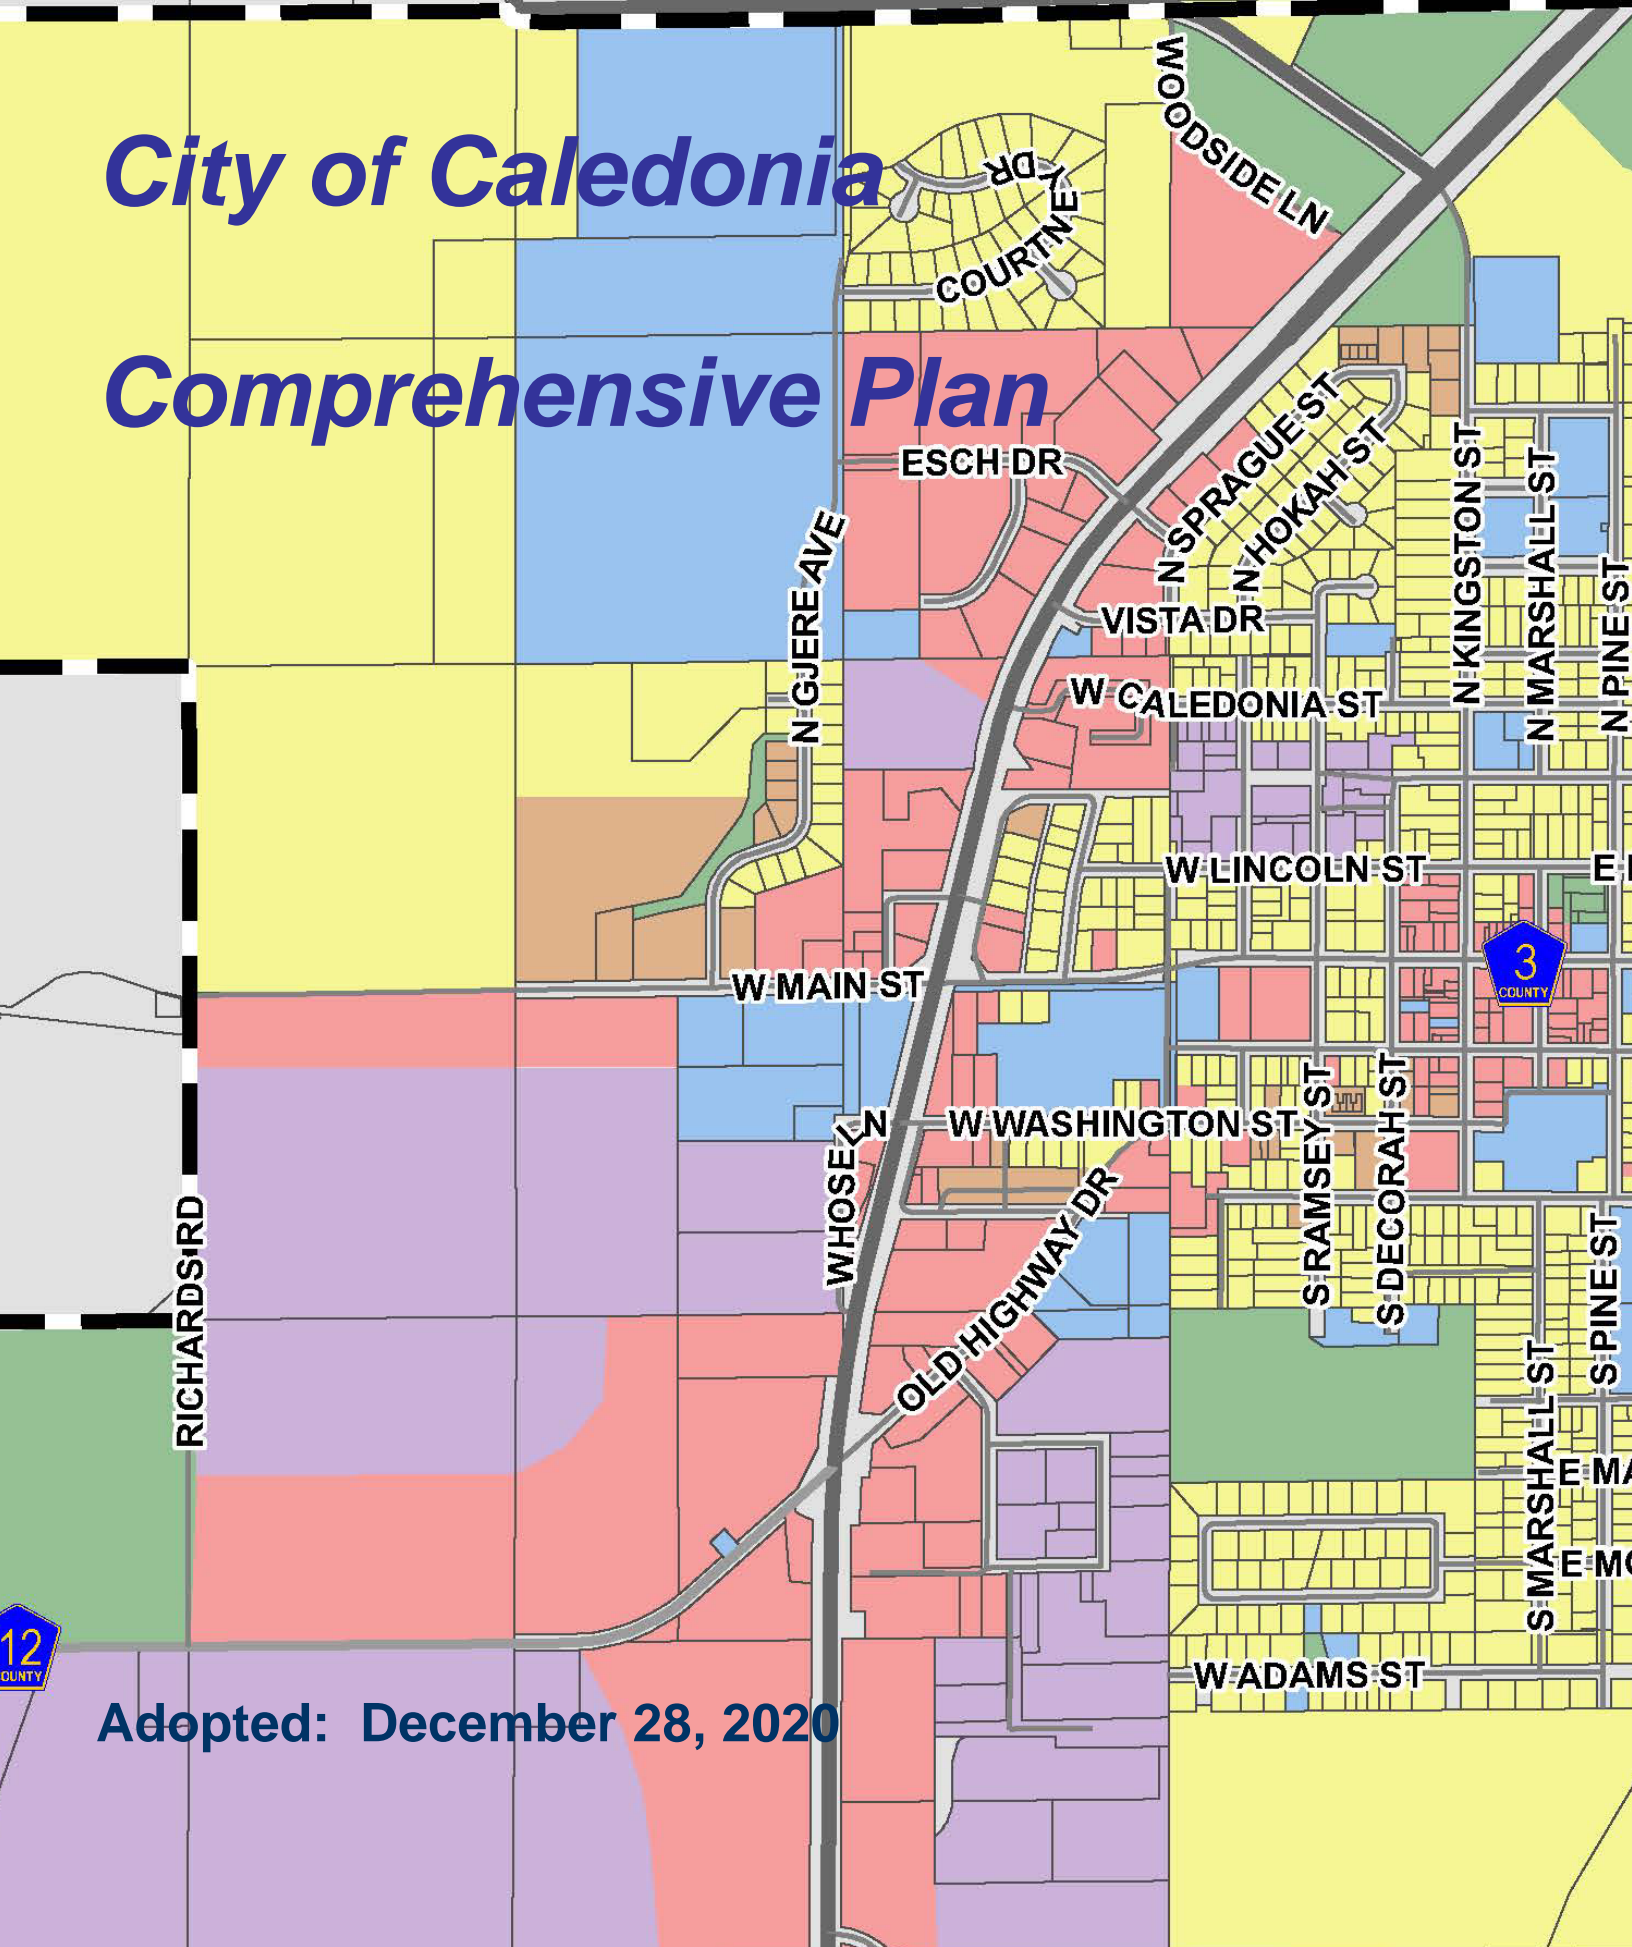 City of Caledonia
Comprehensive Plan
WOODSIDE LN
COURTNEY DR
ESCH DR
N SPRAGUE ST
N HOKAH ST
N KINGSTON ST
N MARSHALL ST
N PINE ST
N GJERE AVE
VISTA DR
W CALEDONIA ST
W LINCOLN ST
E
3
COUNTY
W MAIN ST
WHOSE LN
W WASHINGTON ST
S RAMSEY ST
S DECORAH ST
OLD HIGHWAY DR
RICHARDS RD
S PINE ST
S MARSHALL ST
E MA
E MO
12
OUNTY
W ADAMS ST
Adopted: December 28, 2020